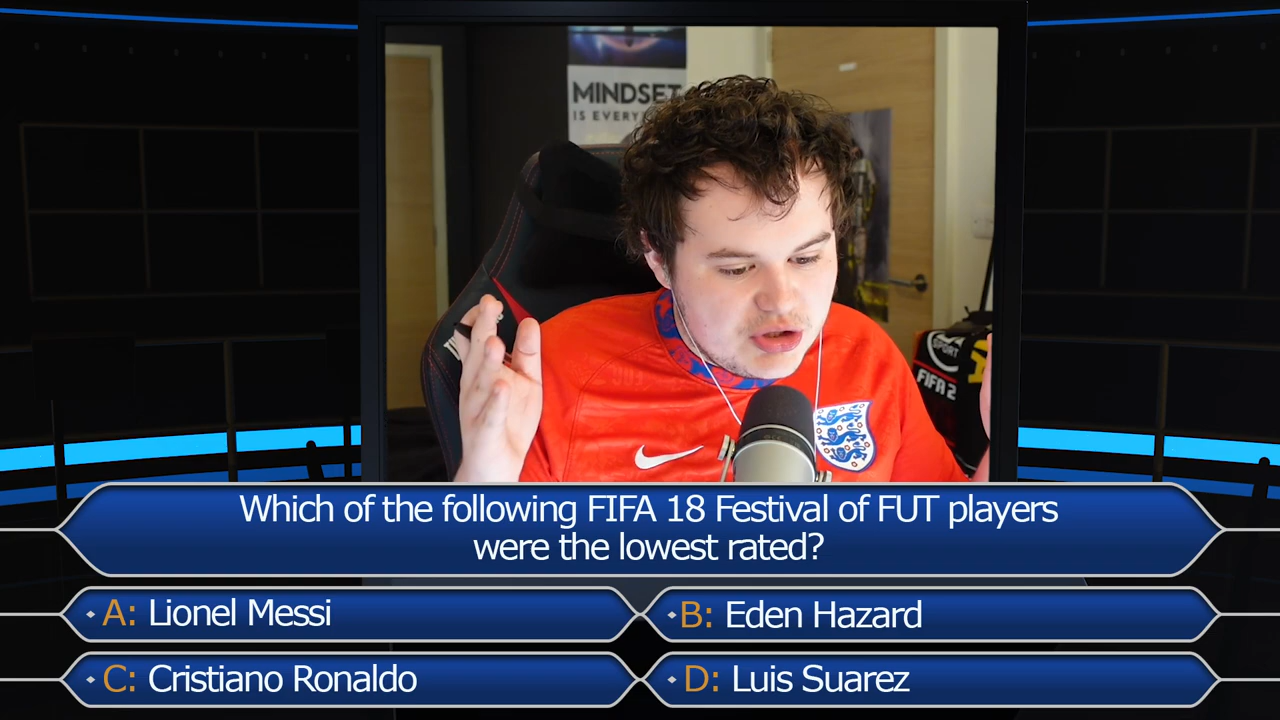 MINDSET
IS EVERY
SPORT
FIFA 2
Which of the following FIFA 18 Festival of FUT players
were the lowest rated?
A: Lionel Messi
B: Eden Hazard
C: Cristiano Ronaldo
D: Luis Suarez